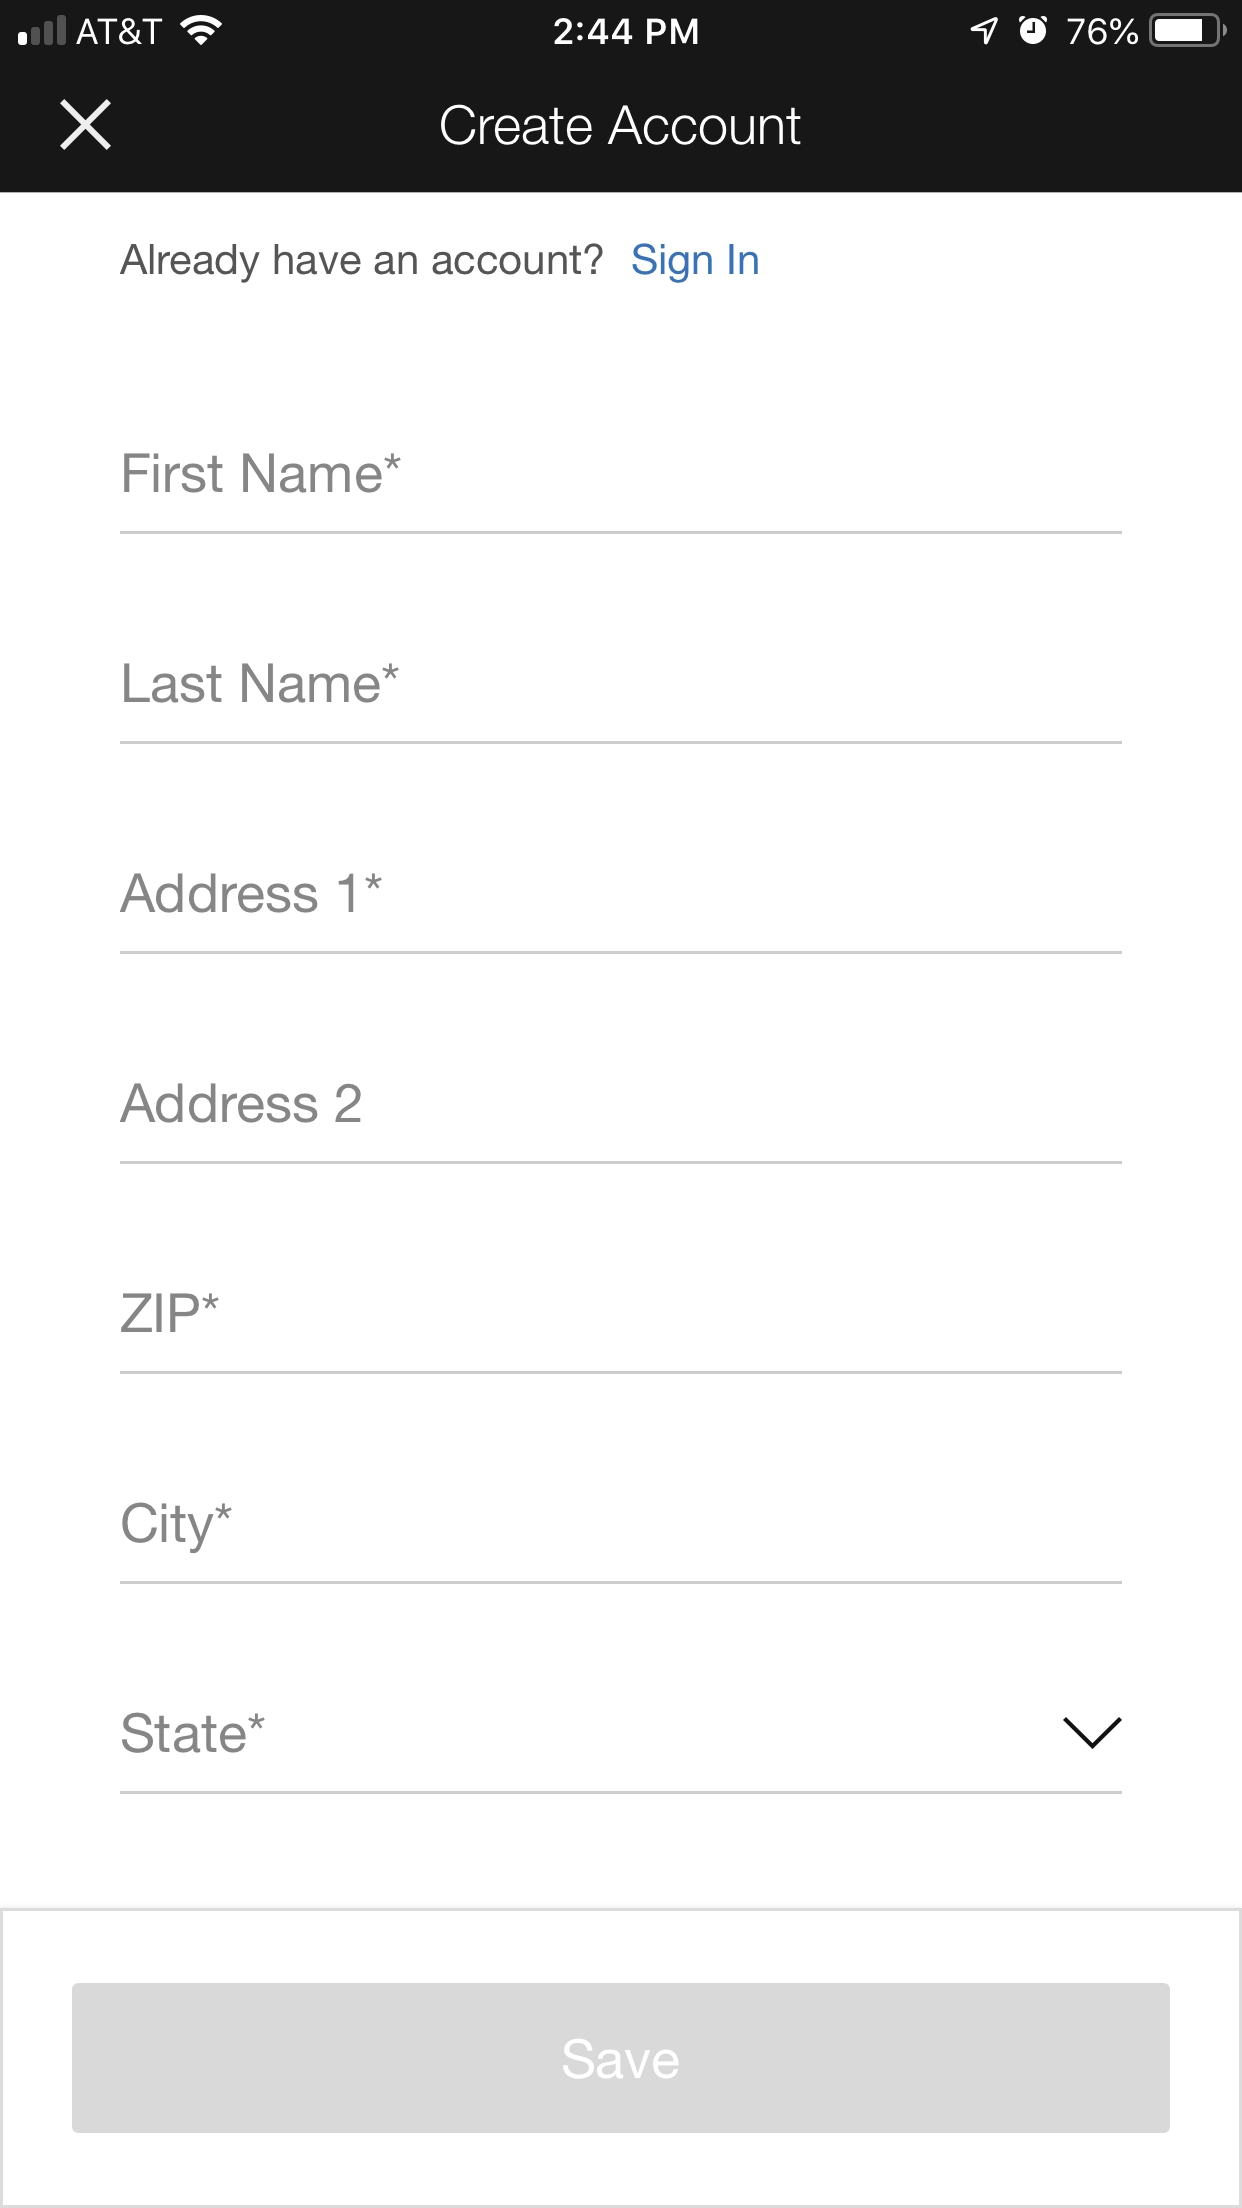 AT&T 2:44 PM 76%
Create Account
Already have an account? Sign In
First Name*
Last Name*
Address 1*
Address 2
ZIP*
City*
State*
Save